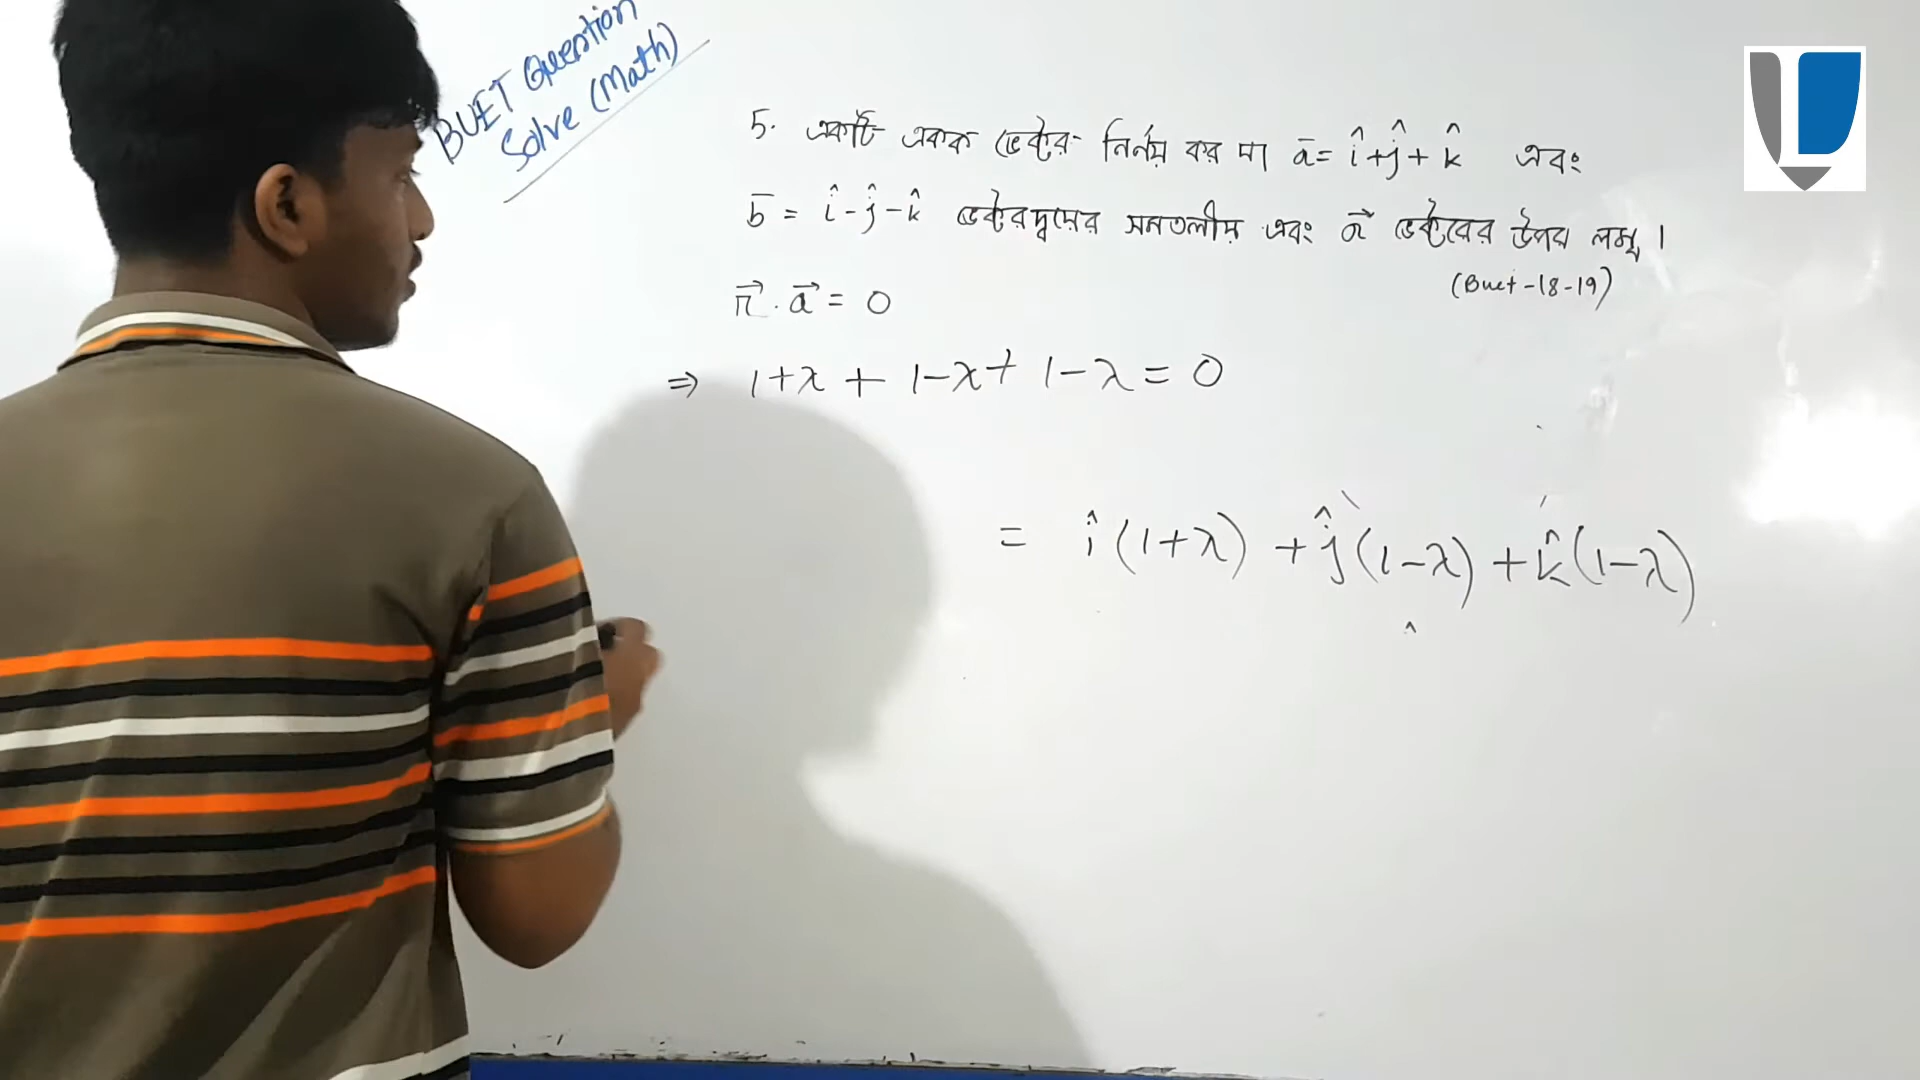 BUET Question
Solve (Math)
5. একটি একক ভেক্টর নির্নয় কর যা ā = î + ĵ + k̂ এবং
b̄ = î - ĵ - k̂ ভেক্টরদ্বয়ের সমতলীয় এবং a⃗ ভেক্টরের উপর লম্ব ।
(Buet-18-19)
r⃗ . a⃗ = 0
⇒ 1+λ + 1-λ + 1-λ = 0
= î (1+λ) + ĵ (1-λ) + k̂ (1-λ)